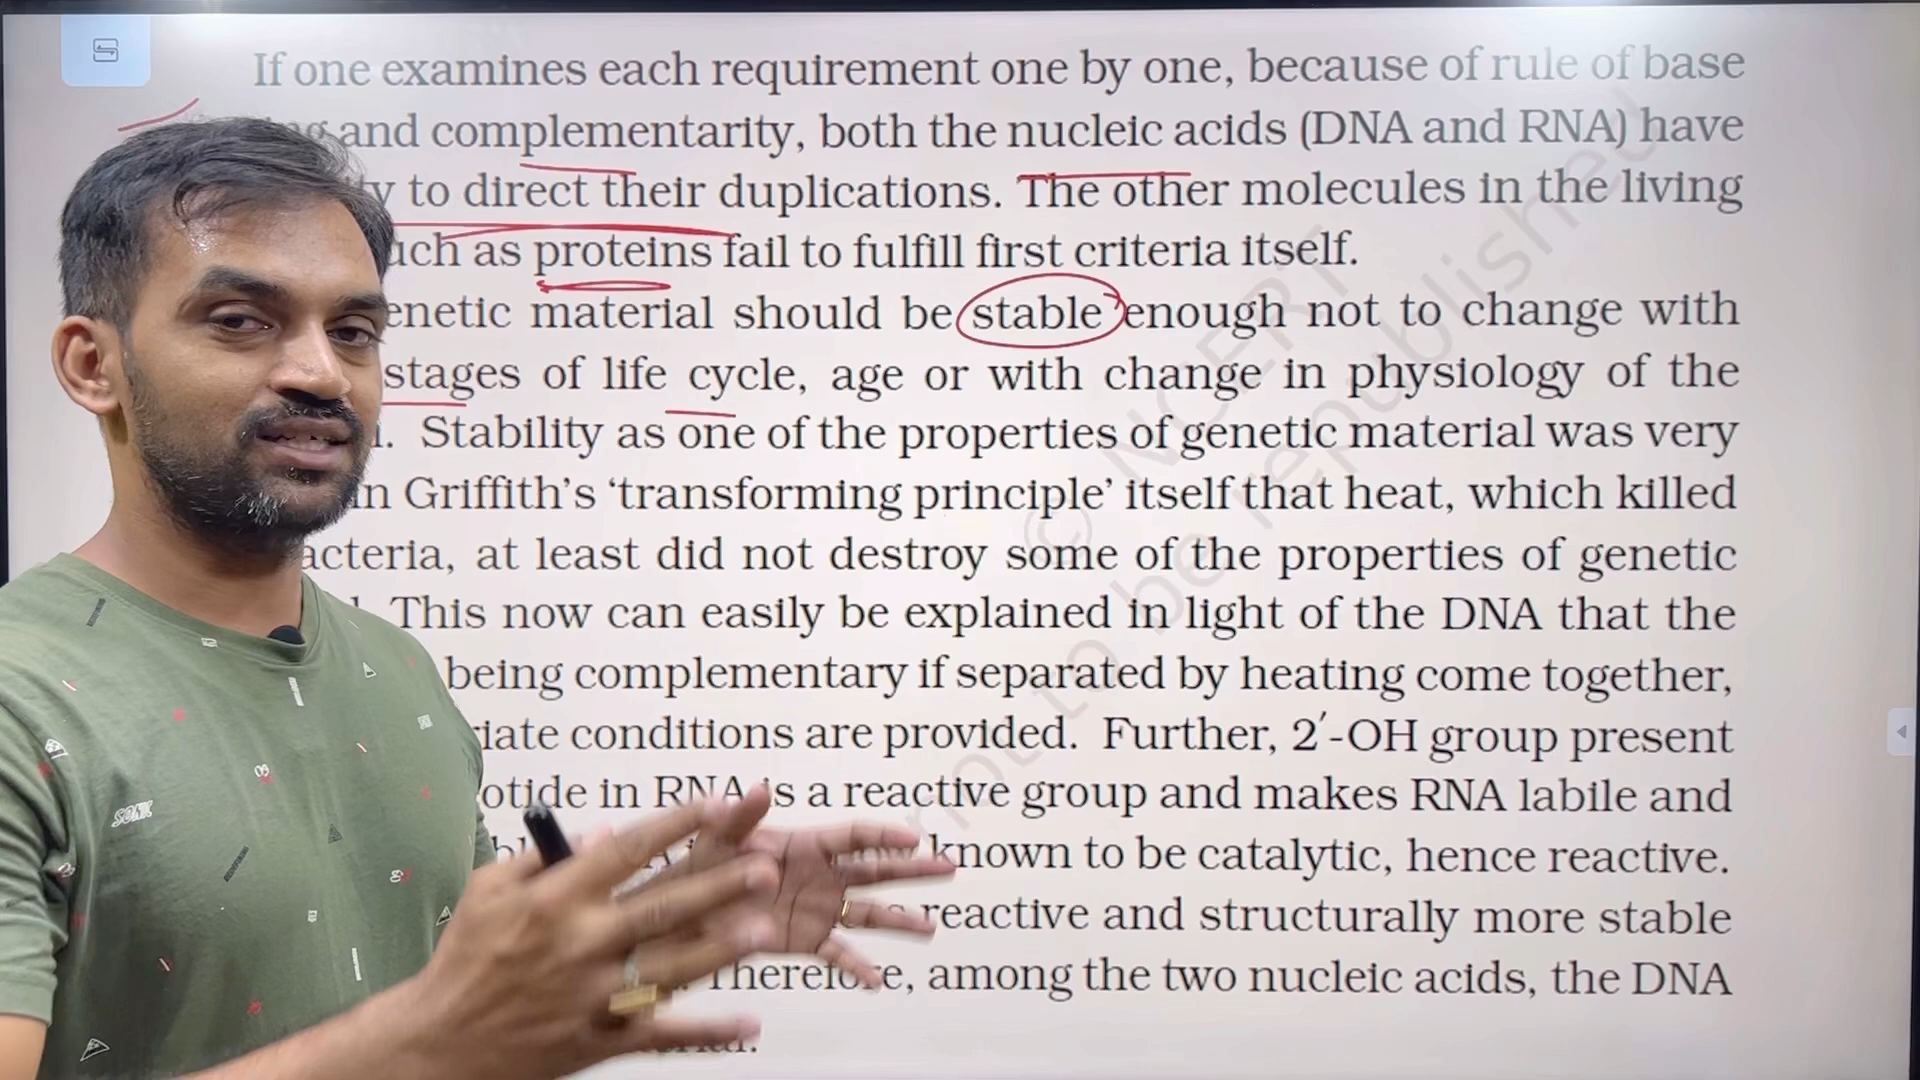 If one examines each requirement one by one, because of rule of base
and complementarity, both the nucleic acids (DNA and RNA) have
to direct their duplications. The other molecules in the living
as proteins fail to fulfill first criteria itself.
material should be stable enough not to change with
stages of life cycle, age or with change in physiology of the
Stability as one of the properties of genetic material was very
Griffith's ‘transforming principle’ itself that heat, which killed
at least did not destroy some of the properties of genetic
This now can easily be explained in light of the DNA that the
being complementary if separated by heating come together,
conditions are provided. Further, 2′-OH group present
in RNA is a reactive group and makes RNA labile and
known to be catalytic, hence reactive.
reactive and structurally more stable
Therefore, among the two nucleic acids, the DNA
© NCERT
not to be republished
SONK